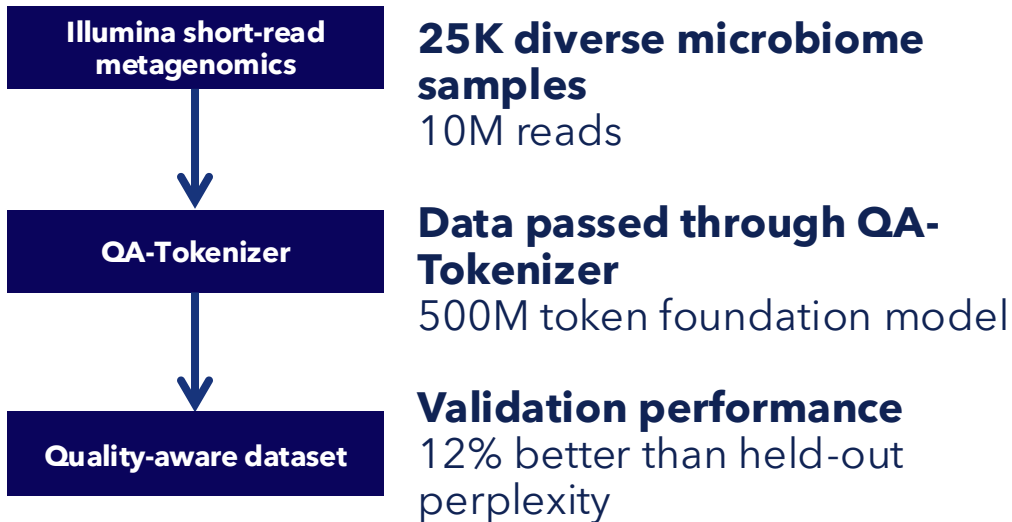 Illumina short-read
metagenomics
25K diverse microbiome
samples
10M reads
QA-Tokenizer
Data passed through QA-
Tokenizer
500M token foundation model
Quality-aware dataset
Validation performance
12% better than held-out
perplexity